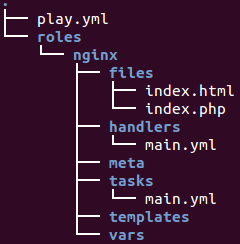 .
play.yml
roles
nginx
files
index.html
index.php
handlers
main.yml
meta
tasks
main.yml
templates
vars